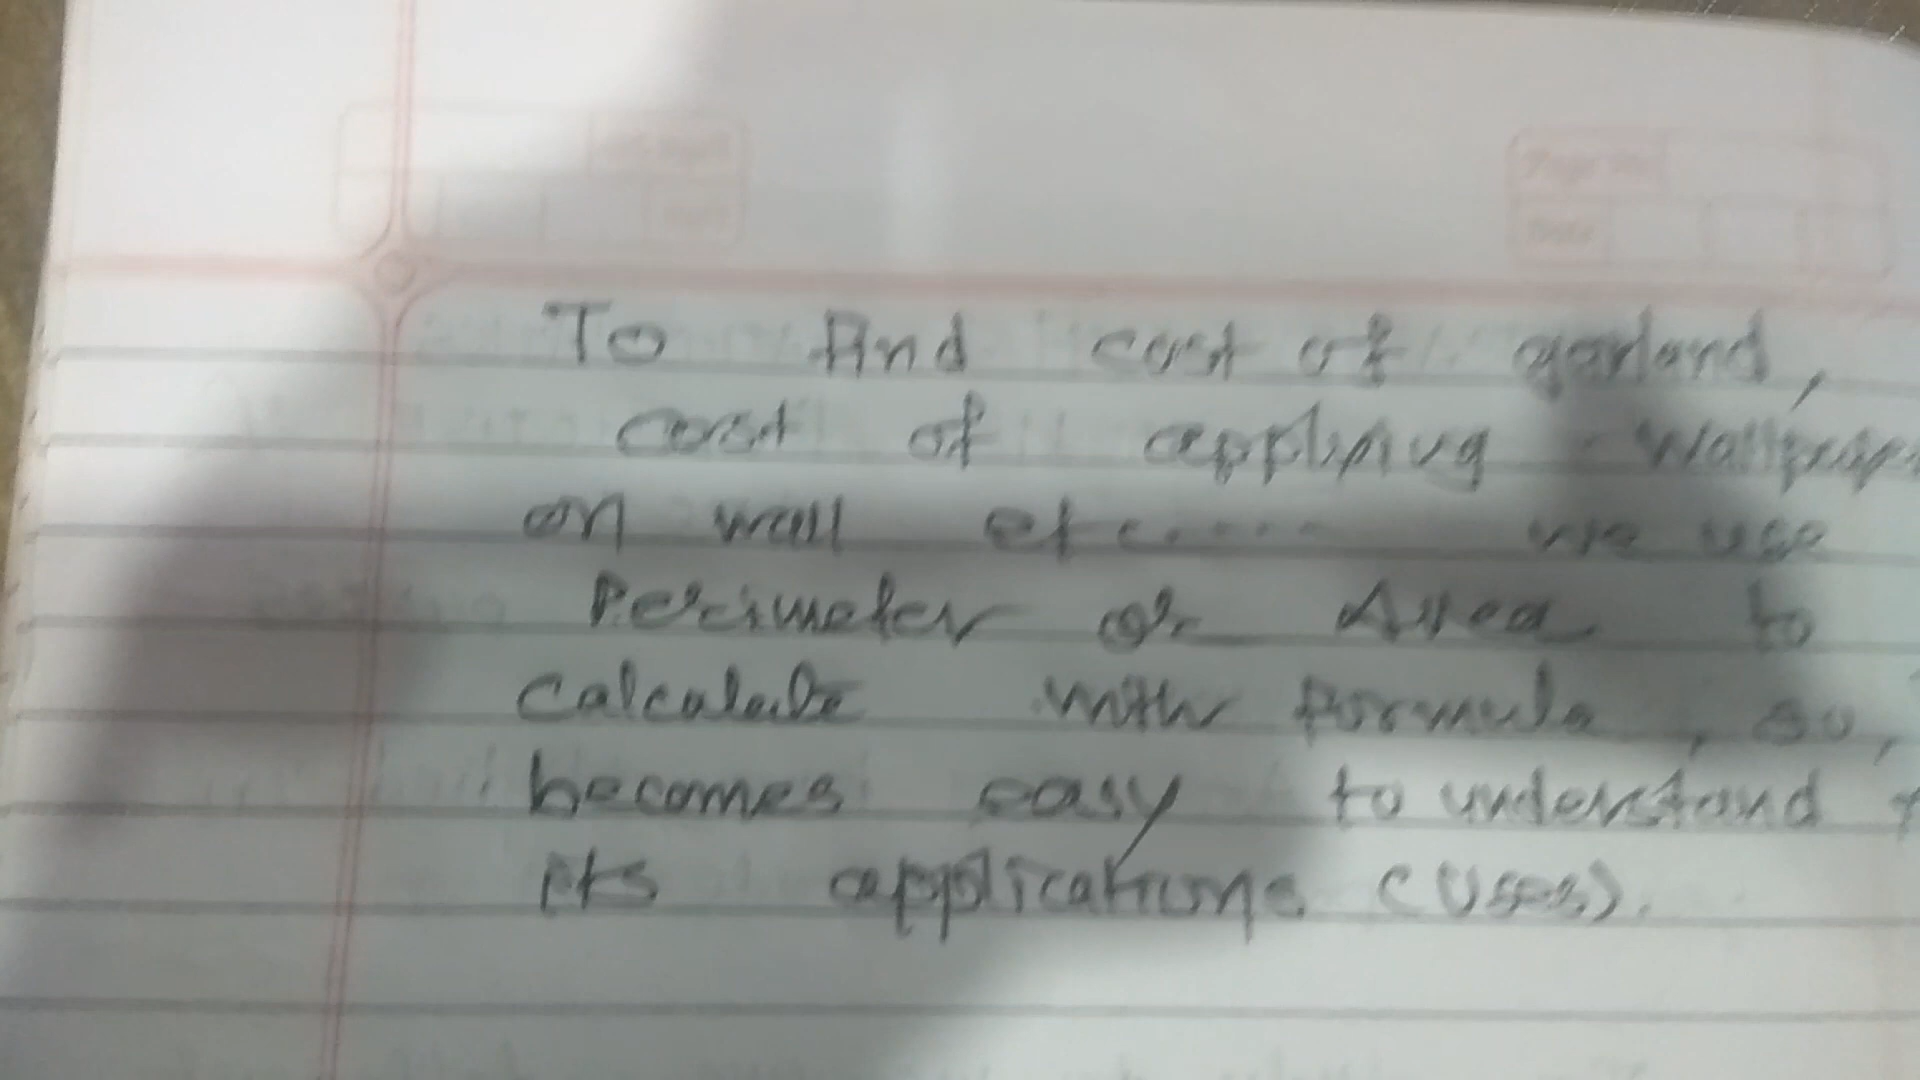 To find cost of garland,
cost of applying wallpap
on wall etc..... we use
Perimeter or Area to
calculate with formula, so,
becomes easy to understand
its applications (uses).